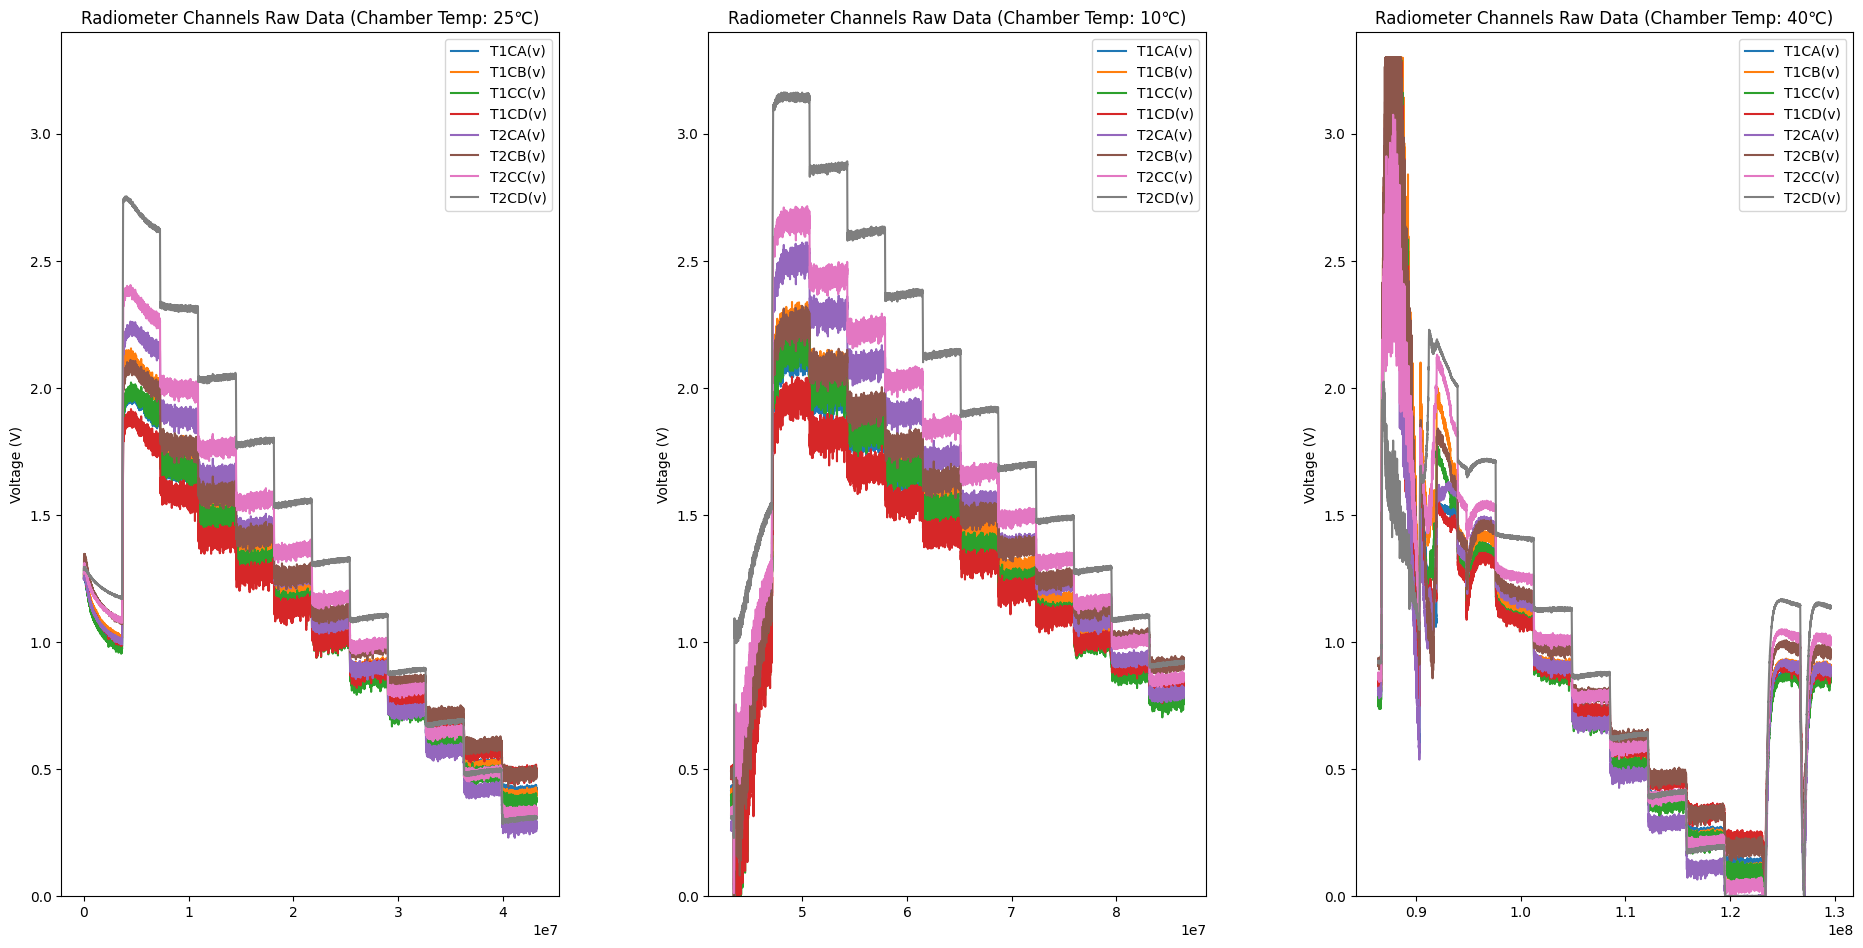 Radiometer Channels Raw Data (Chamber Temp: 25℃)
Voltage (V)
3.0
2.5
2.0
1.5
1.0
0.5
0.0
0 1 2 3 4
1e7
T1CA(v)
T1CB(v)
T1CC(v)
T1CD(v)
T2CA(v)
T2CB(v)
T2CC(v)
T2CD(v)
Radiometer Channels Raw Data (Chamber Temp: 10℃)
Voltage (V)
3.0
2.5
2.0
1.5
1.0
0.5
0.0
5 6 7 8
1e7
T1CA(v)
T1CB(v)
T1CC(v)
T1CD(v)
T2CA(v)
T2CB(v)
T2CC(v)
T2CD(v)
Radiometer Channels Raw Data (Chamber Temp: 40℃)
Voltage (V)
3.0
2.5
2.0
1.5
1.0
0.5
0.0
0.9 1.0 1.1 1.2 1.3
1e8
T1CA(v)
T1CB(v)
T1CC(v)
T1CD(v)
T2CA(v)
T2CB(v)
T2CC(v)
T2CD(v)